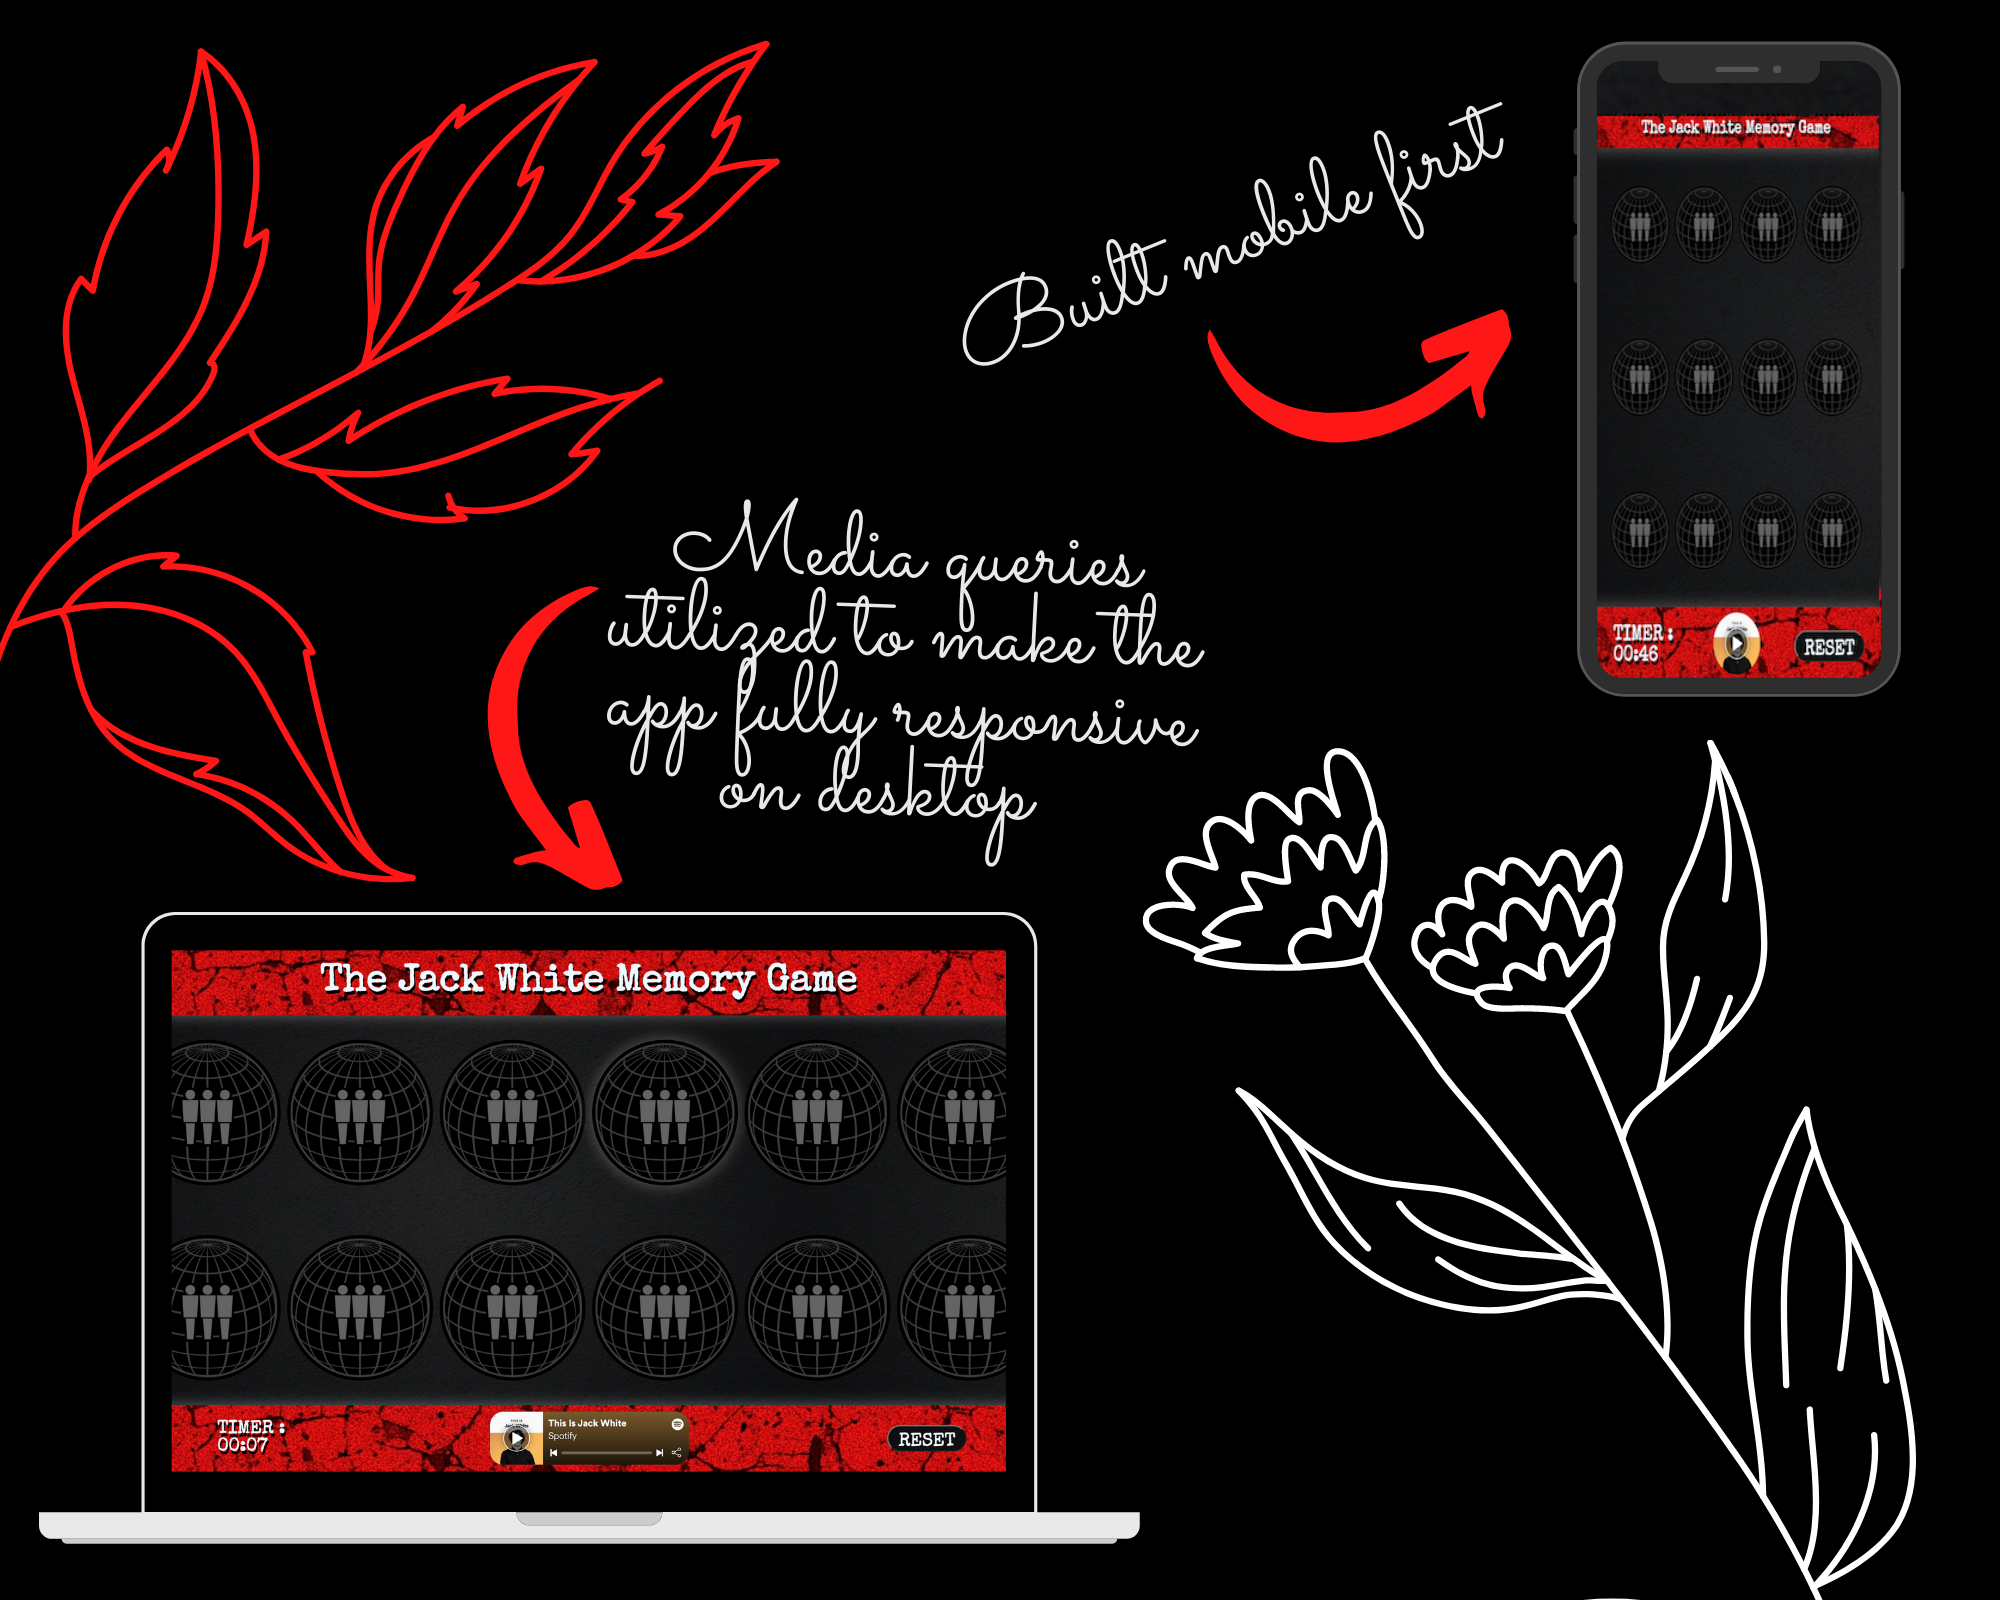 Built mobile first
The Jack White Memory Game
TIMER :
00:46
RESET
Media queries
utilized to make the
app fully responsive
on desktop
The Jack White Memory Game
TIMER :
00:07
This Is Jack White
Spotify
RESET